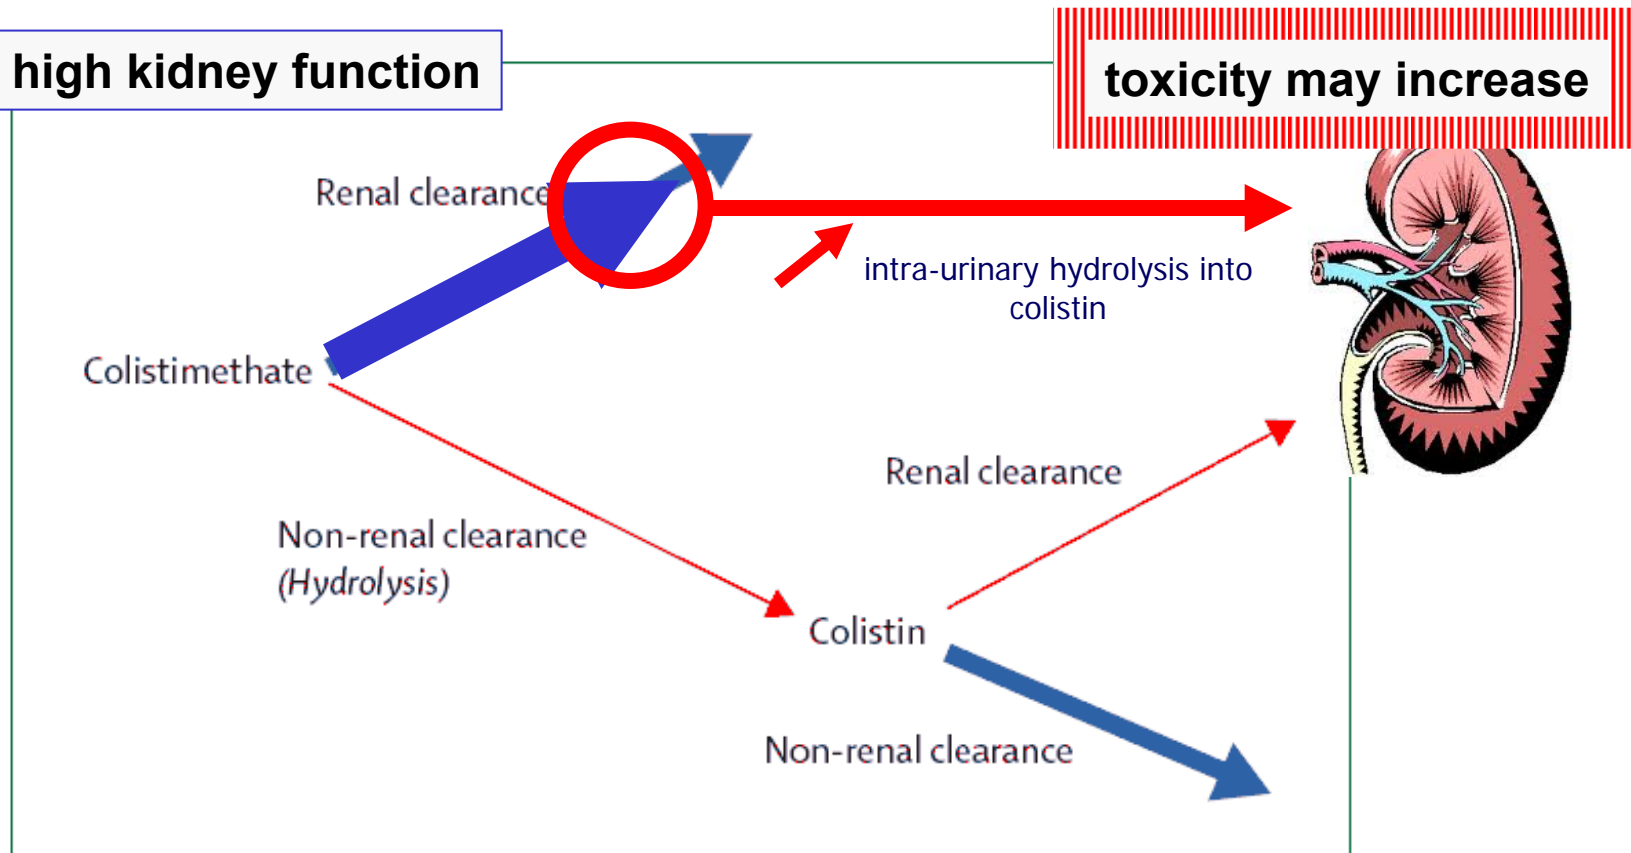 high kidney function
toxicity may increase
Renal clearance
intra-urinary hydrolysis into
colistin
Colistimethate
Renal clearance
Non-renal clearance
(Hydrolysis)
Colistin
Non-renal clearance